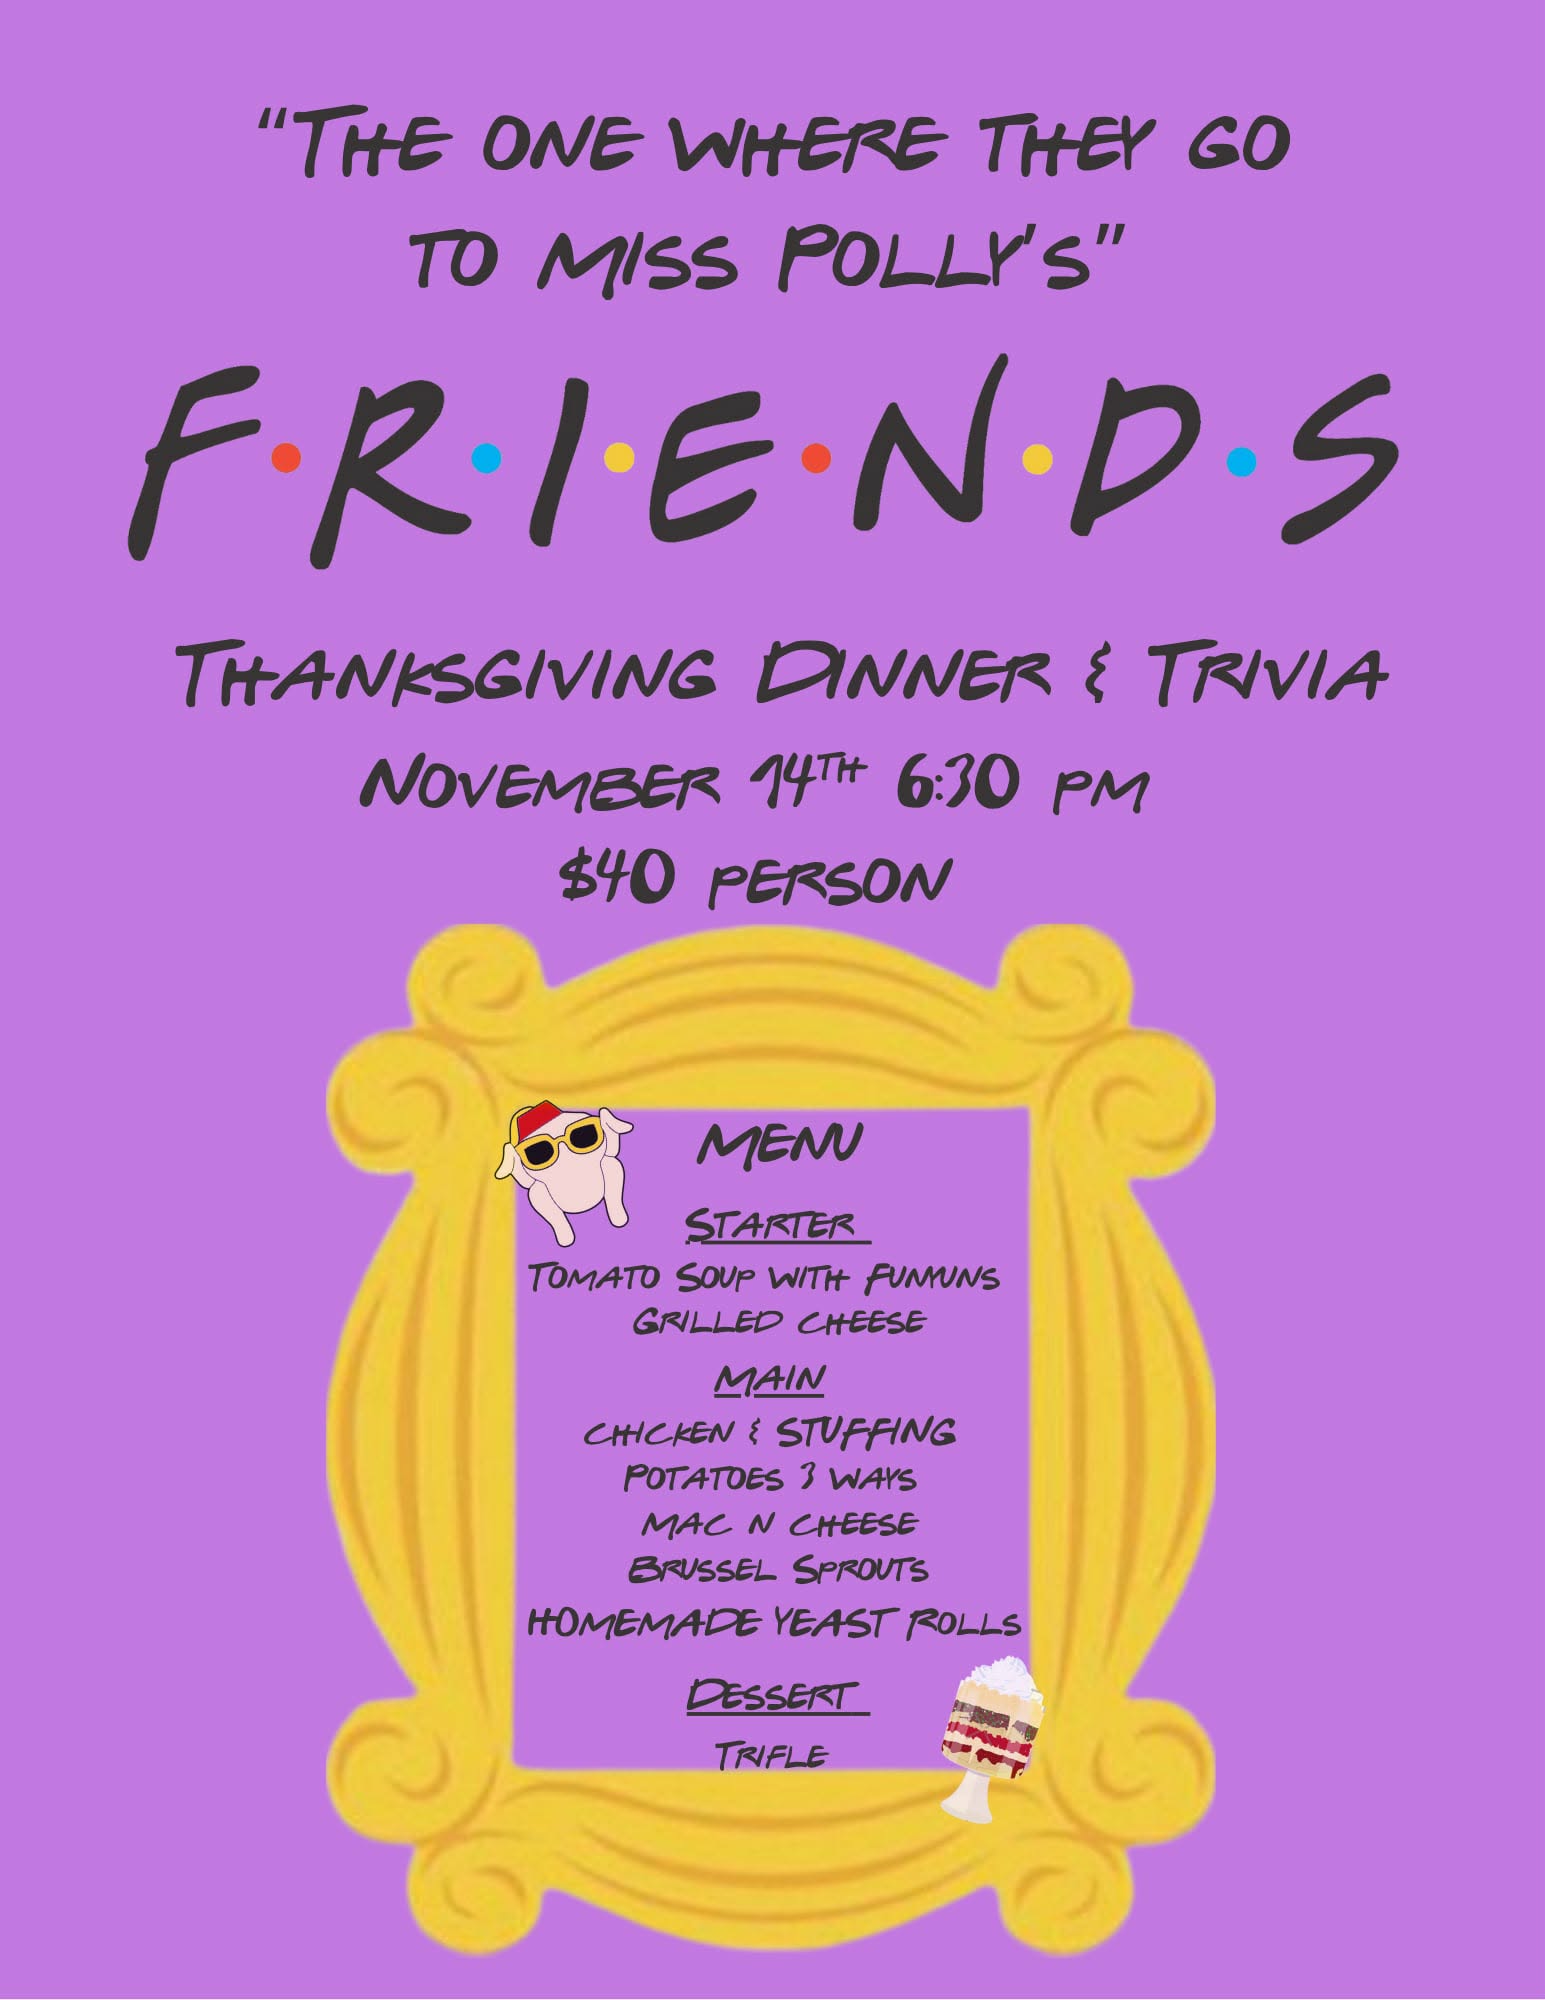 "The one where they go
to Miss Polly's"
F•R•I•E•N•D•S
Thanksgiving Dinner & Trivia
November 14th 6:30 pm
$40 person
Menu
Starter
Tomato Soup with Funyuns
Grilled Cheese
Main
Chicken & STUFFING
Potatoes 3 ways
Mac n Cheese
Brussel Sprouts
HOMEMADE YEAST Rolls
Dessert
Trifle